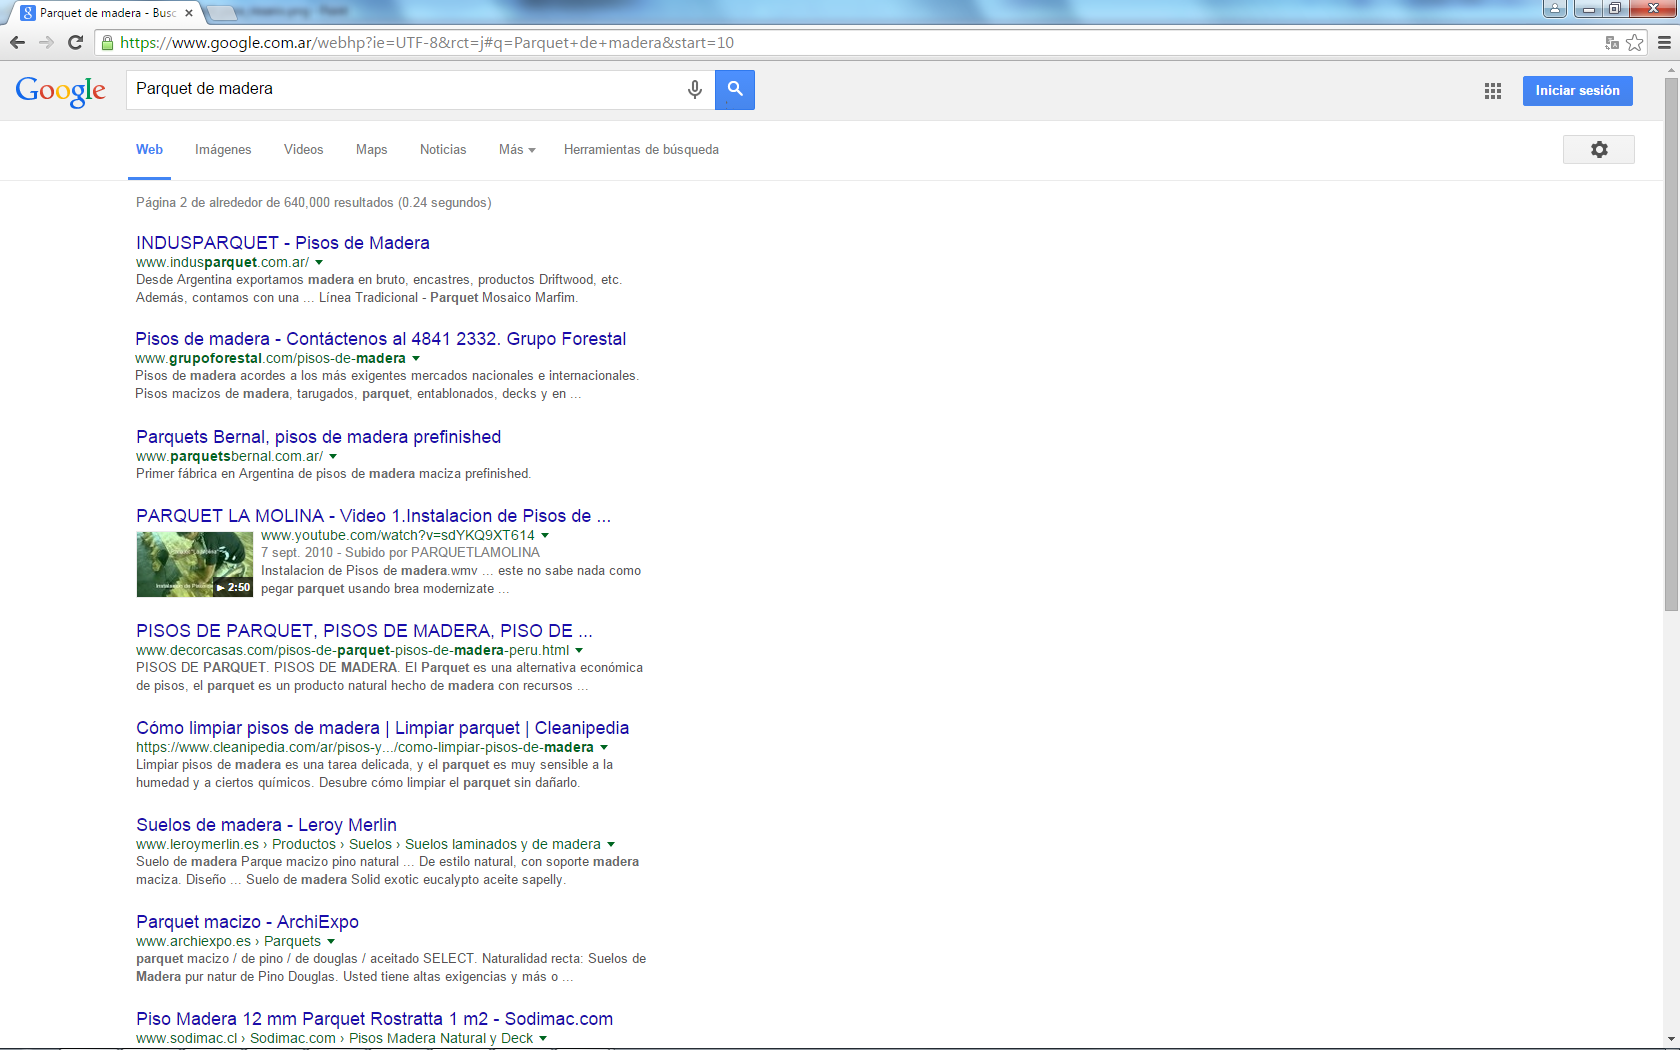 Parquet de madera - Busc
https://www.google.com.ar/webhp?ie=UTF-8&rct=j#q=Parquet+de+madera&start=10
Google
Parquet de madera
Iniciar sesión
Web Imágenes Videos Maps Noticias Más Herramientas de búsqueda
Página 2 de alrededor de 640,000 resultados (0.24 segundos)
INDUSPARQUET - Pisos de Madera
www.indusparquet.com.ar/
Desde Argentina exportamos madera en bruto, encastres, productos Driftwood, etc.
Además, contamos con una ... Línea Tradicional - Parquet Mosaico Marfim.
Pisos de madera - Contáctenos al 4841 2332. Grupo Forestal
www.grupoforestal.com/pisos-de-madera
Pisos de madera acordes a los más exigentes mercados nacionales e internacionales.
Pisos macizos de madera, tarugados, parquet, entablonados, decks y en ...
Parquets Bernal, pisos de madera prefinished
www.parquetsbernal.com.ar/
Primer fábrica en Argentina de pisos de madera maciza prefinished.
PARQUET LA MOLINA - Video 1.Instalacion de Pisos de ...
www.youtube.com/watch?v=sdYKQ9XT614
7 sept. 2010 - Subido por PARQUETLAMOLINA
Instalacion de Pisos de madera.wmv ... este no sabe nada como
2:50
pegar parquet usando brea modernizate ...
PISOS DE PARQUET, PISOS DE MADERA, PISO DE ...
www.decorcasas.com/pisos-de-parquet-pisos-de-madera-peru.html
PISOS DE PARQUET. PISOS DE MADERA. El Parquet es una alternativa económica
de pisos, el parquet es un producto natural hecho de madera con recursos ...
Cómo limpiar pisos de madera | Limpiar parquet | Cleanipedia
https://www.cleanipedia.com/ar/pisos-y.../como-limpiar-pisos-de-madera
Limpiar pisos de madera es una tarea delicada, y el parquet es muy sensible a la
humedad y a ciertos químicos. Desubre cómo limpiar el parquet sin dañarlo.
Suelos de madera - Leroy Merlin
www.leroymerlin.es › Productos › Suelos › Suelos laminados y de madera
Suelo de madera Parque macizo pino natural ... De estilo natural, con soporte madera
maciza. Diseño ... Suelo de madera Solid exotic eucalypto aceite sapelly.
Parquet macizo - ArchiExpo
www.archiexpo.es › Parquets
parquet macizo / de pino / de douglas / aceitado SELECT. Naturalidad recta: Suelos de
Madera pur natur de Pino Douglas. Usted tiene altas exigencias y más o ...
Piso Madera 12 mm Parquet Rostratta 1 m2 - Sodimac.com
www.sodimac.cl › Sodimac.com › Pisos Madera Natural y Deck